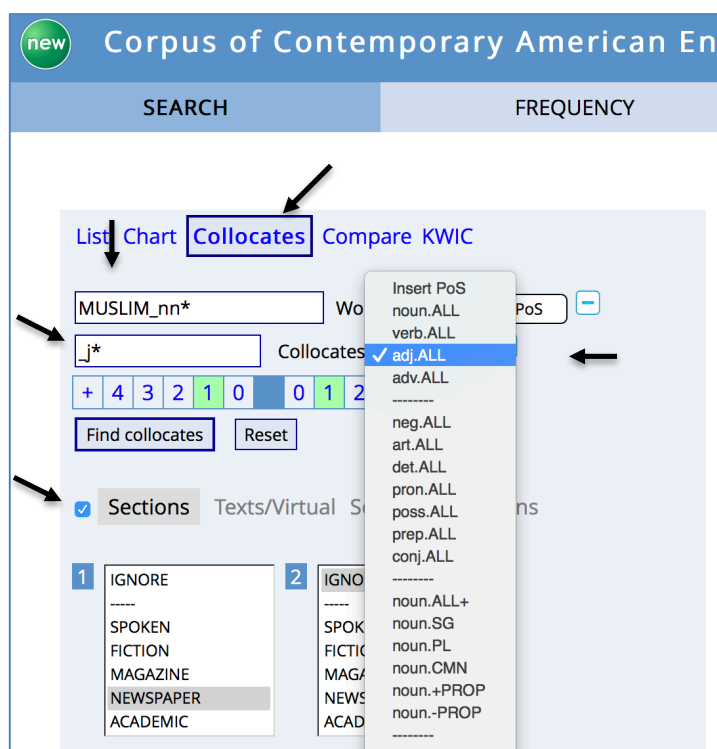 new Corpus of Contemporary American En
SEARCH FREQUENCY
List Chart Collocates Compare KWIC
MUSLIM_nn* PoS
_j* Collocates
+ 4 3 2 1 0 0 1 2
Find collocates Reset
Sections Texts/Virtual
1 IGNORE
-----
SPOKEN
FICTION
MAGAZINE
NEWSPAPER
ACADEMIC
2
-----
Insert PoS
noun.ALL
verb.ALL
✓ adj.ALL
adv.ALL
--------
neg.ALL
art.ALL
det.ALL
pron.ALL
poss.ALL
prep.ALL
conj.ALL
--------
noun.ALL+
noun.SG
noun.PL
noun.CMN
noun.+PROP
noun.-PROP
--------